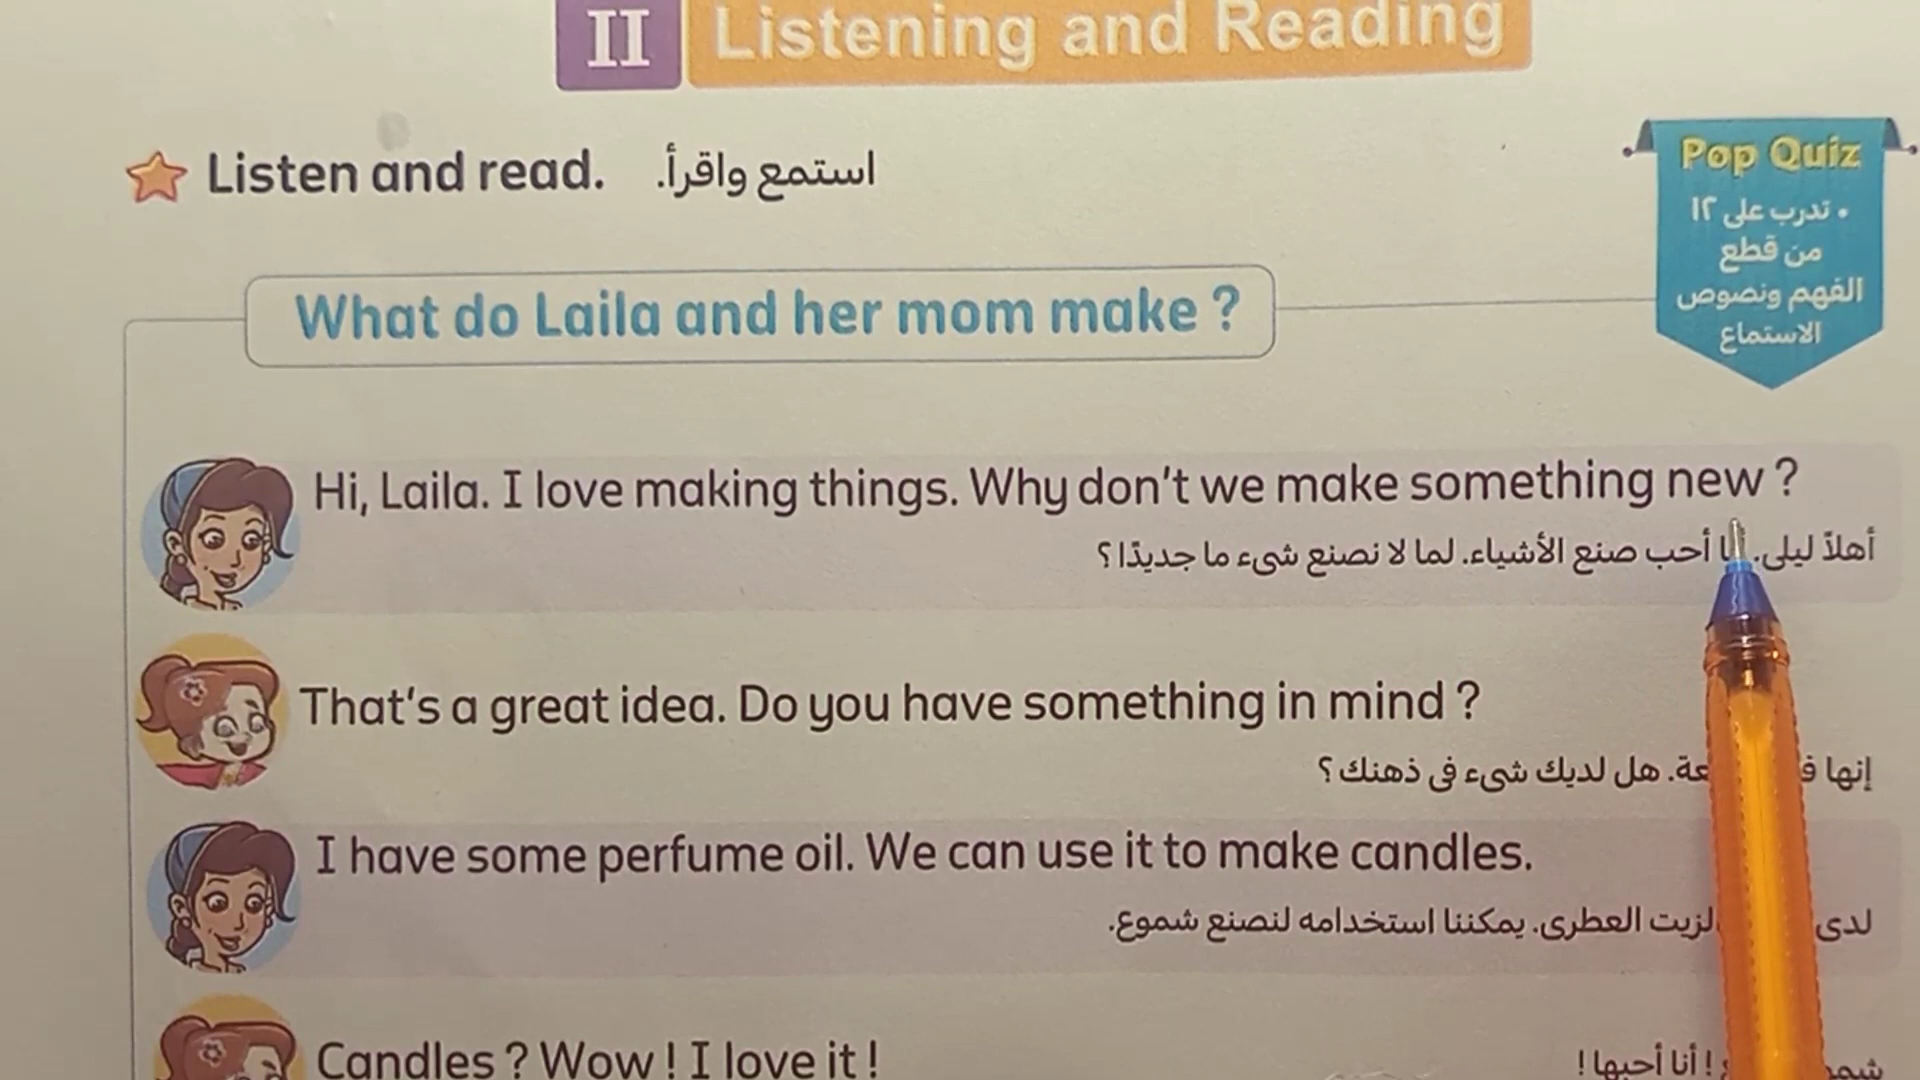 II Listening and Reading
Listen and read. استمع واقرأ.
Pop Quiz
• تدرب على ١٢
من قطع
الفهم ونصوص
الاستماع
What do Laila and her mom make ?
Hi, Laila. I love making things. Why don't we make something new ?
أهلاً ليلى. أحب صنع الأشياء. لما لا نصنع شىء ما جديدًا ؟
That's a great idea. Do you have something in mind ?
إنها هل لديك شىء فى ذهنك ؟
I have some perfume oil. We can use it to make candles.
لدى العطرى. يمكننا استخدامه لنصنع شموع.
Candles ? Wow ! I love it !
! أنا أحبها !